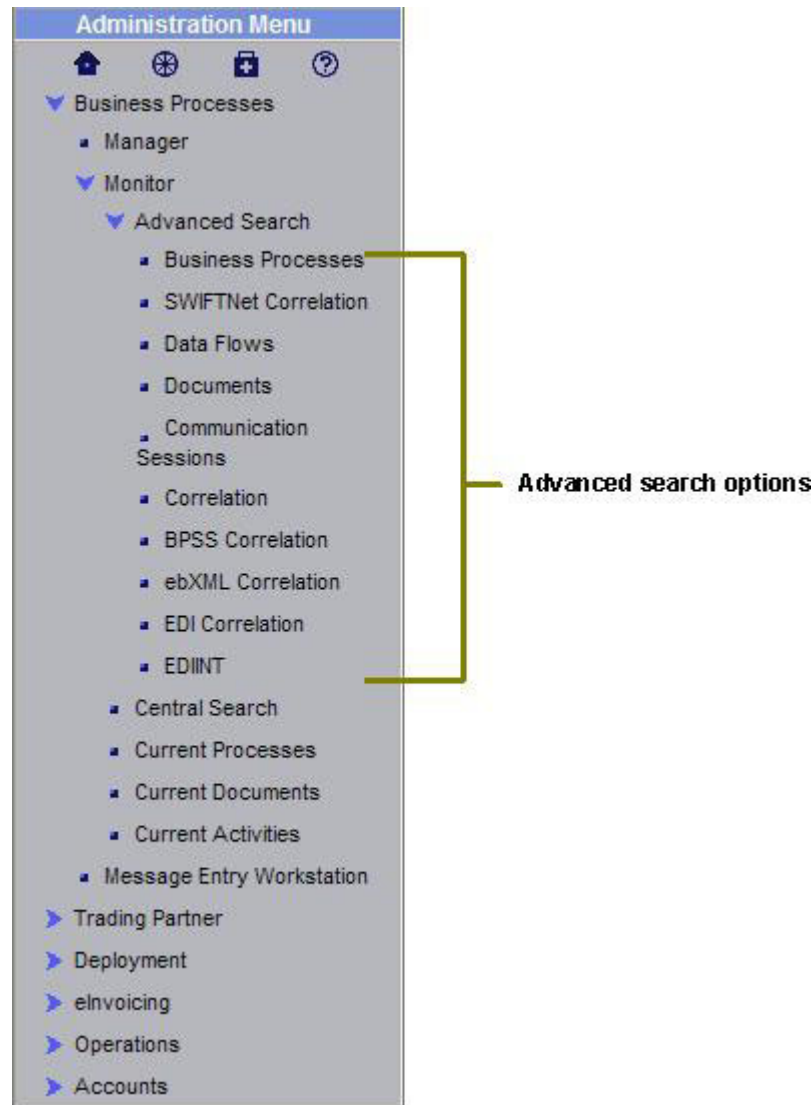 Administration Menu
Business Processes
Manager
Monitor
Advanced Search
Business Processes
SWIFTNet Correlation
Data Flows
Documents
Communication
Sessions
Correlation
BPSS Correlation
ebXML Correlation
EDI Correlation
EDIINT
Advanced search options
Central Search
Current Processes
Current Documents
Current Activities
Message Entry Workstation
Trading Partner
Deployment
eInvoicing
Operations
Accounts